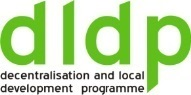 dldp
decentralisation and local
development programme